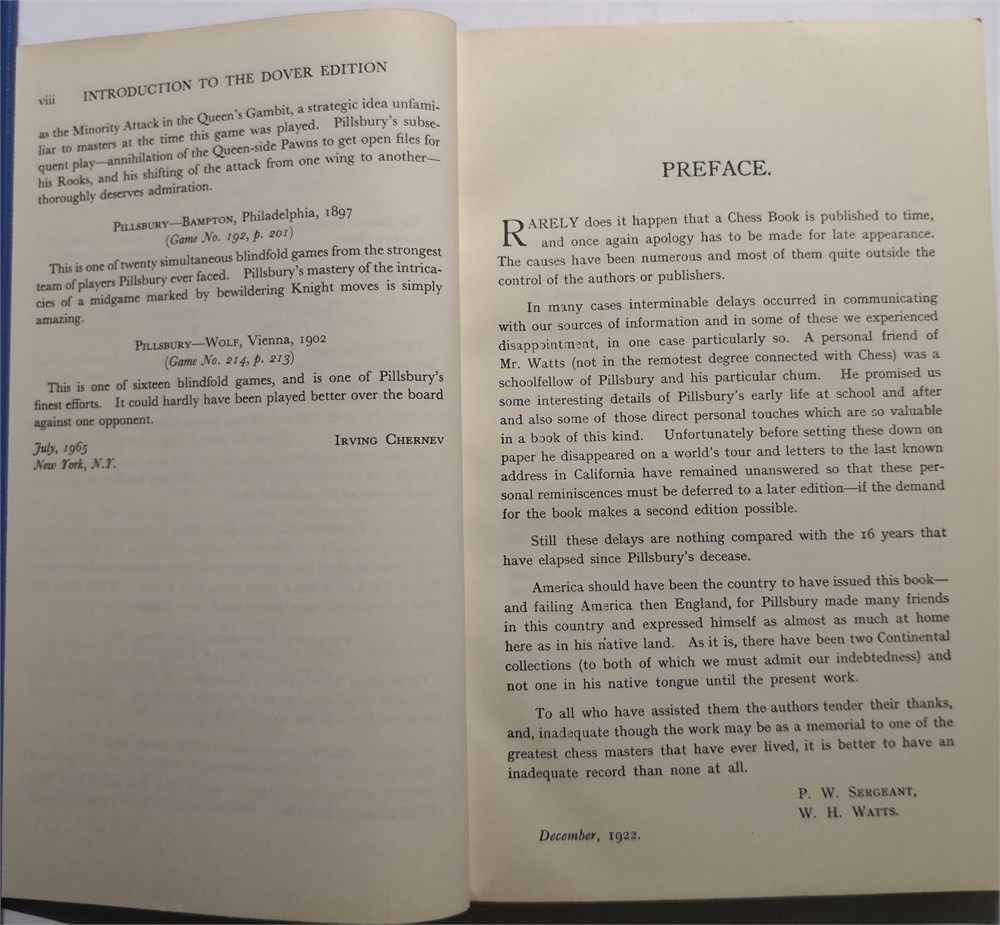 viii INTRODUCTION TO THE DOVER EDITION
as the Minority Attack in the Queen's Gambit, a strategic idea unfami-
liar to masters at the time this game was played. Pillsbury's subse-
quent play—annihilation of the Queen-side Pawns to get open files for
his Rooks, and his shifting of the attack from one wing to another—
thoroughly deserves admiration.
Pillsbury—Bampton, Philadelphia, 1897
(Game No. 192, p. 201)
This is one of twenty simultaneous blindfold games from the strongest
team of players Pillsbury ever faced. Pillsbury's mastery of the intrica-
cies of a midgame marked by bewildering Knight moves is simply
amazing.
Pillsbury—Wolf, Vienna, 1902
(Game No. 214, p. 213)
This is one of sixteen blindfold games, and is one of Pillsbury's
finest efforts. It could hardly have been played better over the board
against one opponent.
Irving Chernev
July, 1965
New York, N.Y.
PREFACE.
RARELY does it happen that a Chess Book is published to time,
and once again apology has to be made for late appearance.
The causes have been numerous and most of them quite outside the
control of the authors or publishers.
In many cases interminable delays occurred in communicating
with our sources of information and in some of these we experienced
disappointment, in one case particularly so. A personal friend of
Mr. Watts (not in the remotest degree connected with Chess) was a
schoolfellow of Pillsbury and his particular chum. He promised us
some interesting details of Pillsbury's early life at school and after
and also some of those direct personal touches which are so valuable
in a book of this kind. Unfortunately before setting these down on
paper he disappeared on a world's tour and letters to the last known
address in California have remained unanswered so that these per-
sonal reminiscences must be deferred to a later edition—if the demand
for the book makes a second edition possible.
Still these delays are nothing compared with the 16 years that
have elapsed since Pillsbury's decease.
America should have been the country to have issued this book—
and failing America then England, for Pillsbury made many friends
in this country and expressed himself as almost as much at home
here as in his native land. As it is, there have been two Continental
collections (to both of which we must admit our indebtedness) and
not one in his native tongue until the present work.
To all who have assisted them the authors tender their thanks,
and, inadequate though the work may be as a memorial to one of the
greatest chess masters that have ever lived, it is better to have an
inadequate record than none at all.
P. W. Sergeant,
W. H. Watts.
December, 1922.